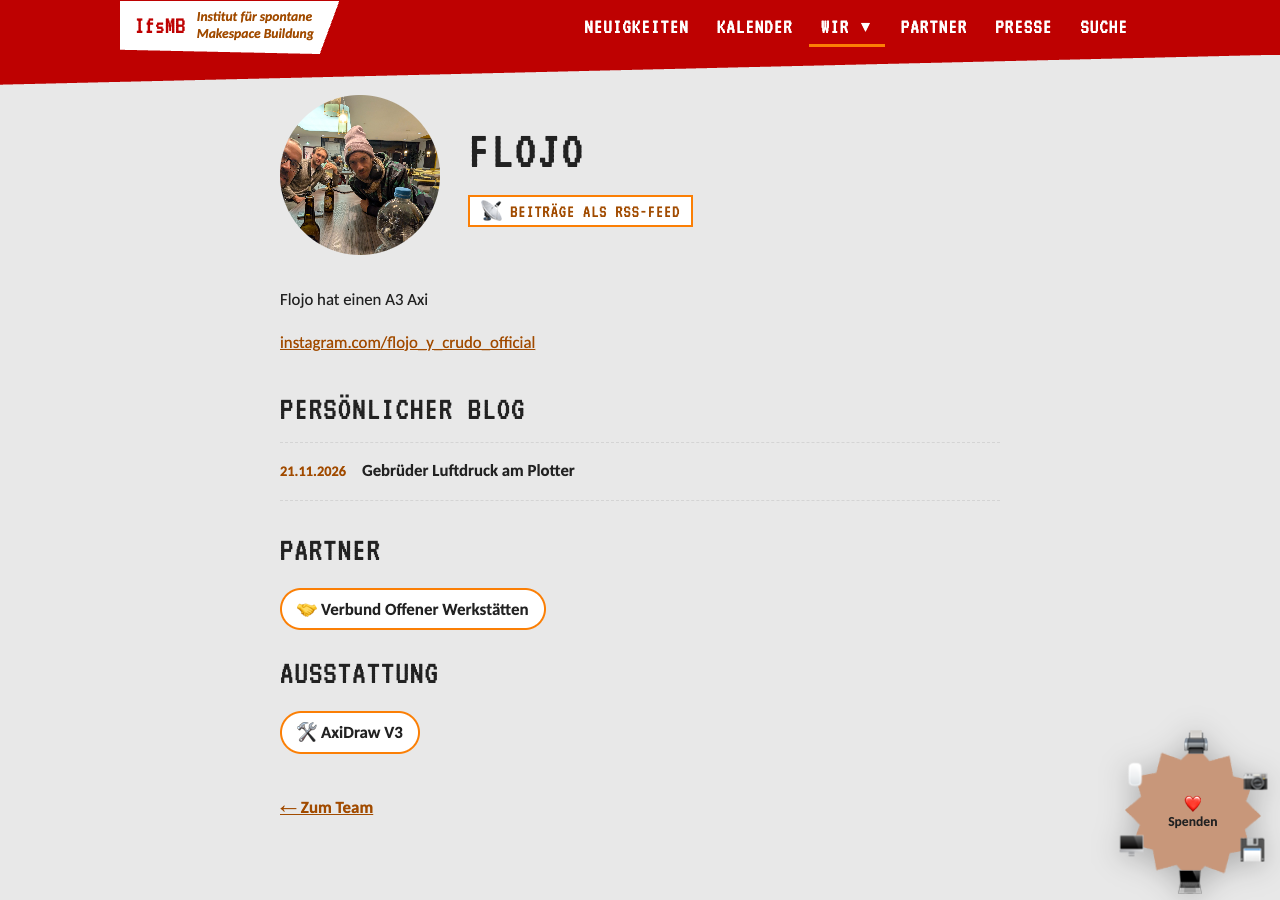 IfsMB
Institut für spontane
Makespace Buildung
NEUIGKEITEN KALENDER WIR ▼ PARTNER PRESSE SUCHE
FLOJO
BEITRÄGE ALS RSS-FEED
Flojo hat einen A3 Axi
instagram.com/flojo_y_crudo_official
PERSÖNLICHER BLOG
21.11.2026 Gebrüder Luftdruck am Plotter
PARTNER
Verbund Offener Werkstätten
AUSSTATTUNG
AxiDraw V3
← Zum Team
Spenden